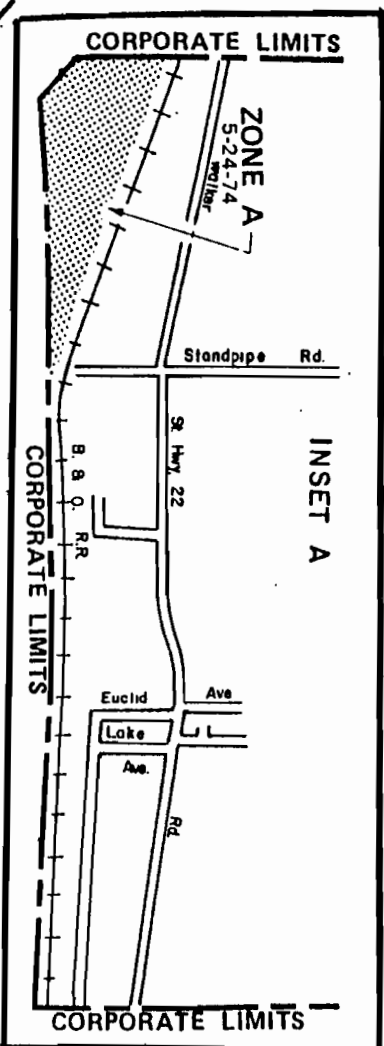 CORPORATE LIMITS
ZONE A
5-24-74
Walker
Standpipe Rd.
INSET A
St. Hwy. 22
B. & O. R.R.
CORPORATE LIMITS
Euclid Ave
Lake
Ave.
Rd.
CORPORATE LIMITS